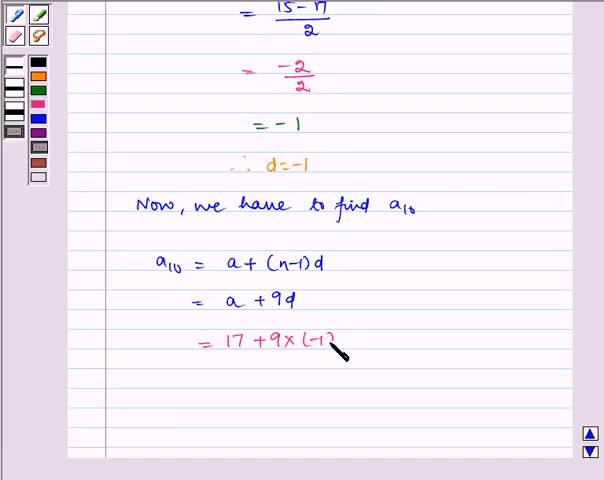 = 15-17/2
= -2/2
= -1
∴ d=-1
Now, we have to find a₁₀
a₁₀ = a+(n-1)d
= a +9d
= 17 +9×(-1)